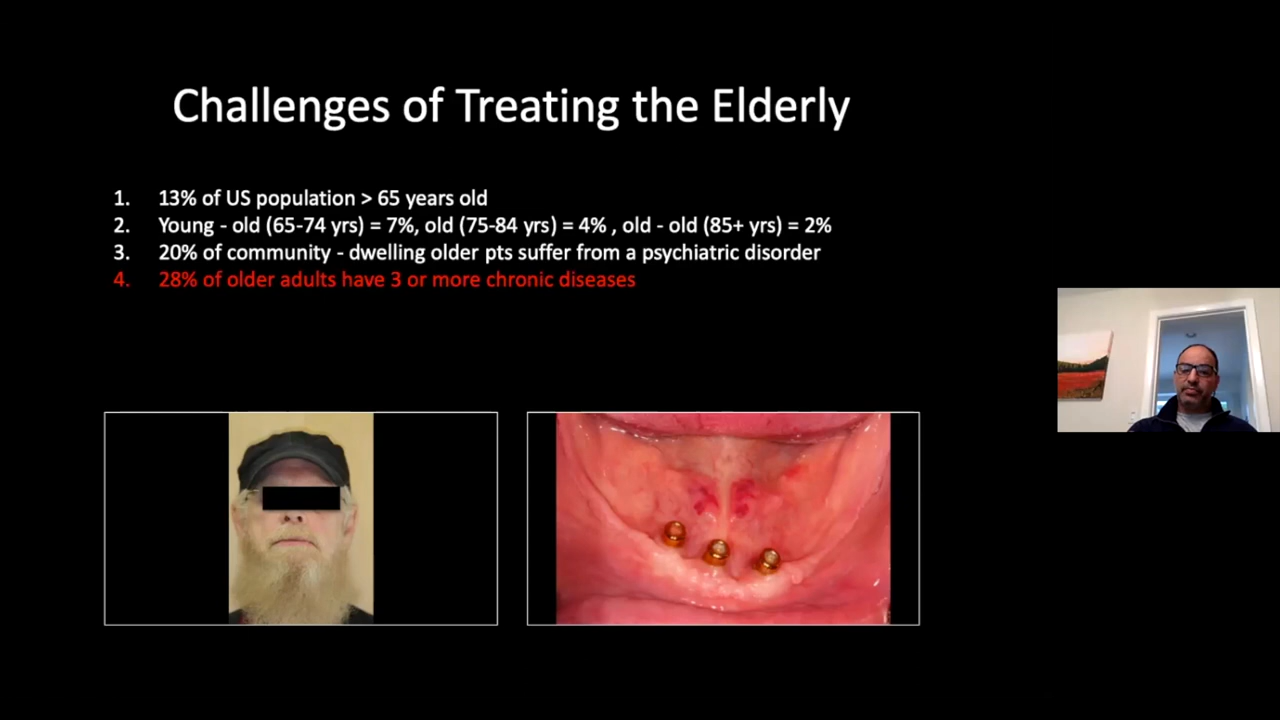 Challenges of Treating the Elderly
1. 13% of US population > 65 years old
2. Young - old (65-74 yrs) = 7%, old (75-84 yrs) = 4% , old - old (85+ yrs) = 2%
3. 20% of community - dwelling older pts suffer from a psychiatric disorder
4. 28% of older adults have 3 or more chronic diseases